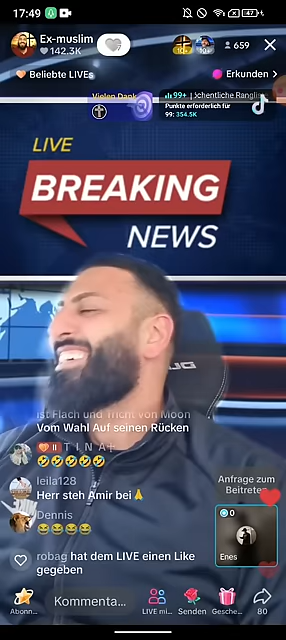 17:49
47
Ex-muslim
142.3K
659
Beliebte LIVEs
Erkunden >
Vielen Dank
99+
Punkte erforderlich für
99: 354.5K
LIVE
BREAKING
NEWS
ist Flach und Tricht von Moon
Vom Wahl Auf seinen Rücken
T I N A
leila128
Herr steh Amir bei🙏
Dennis
😂😂😂😂
Anfrage zum
Beitreten
0
Enes
robag hat dem LIVE einen Like
gegeben
Abonn...
Kommenta...
LIVE mi...
Senden
Gesche...
80